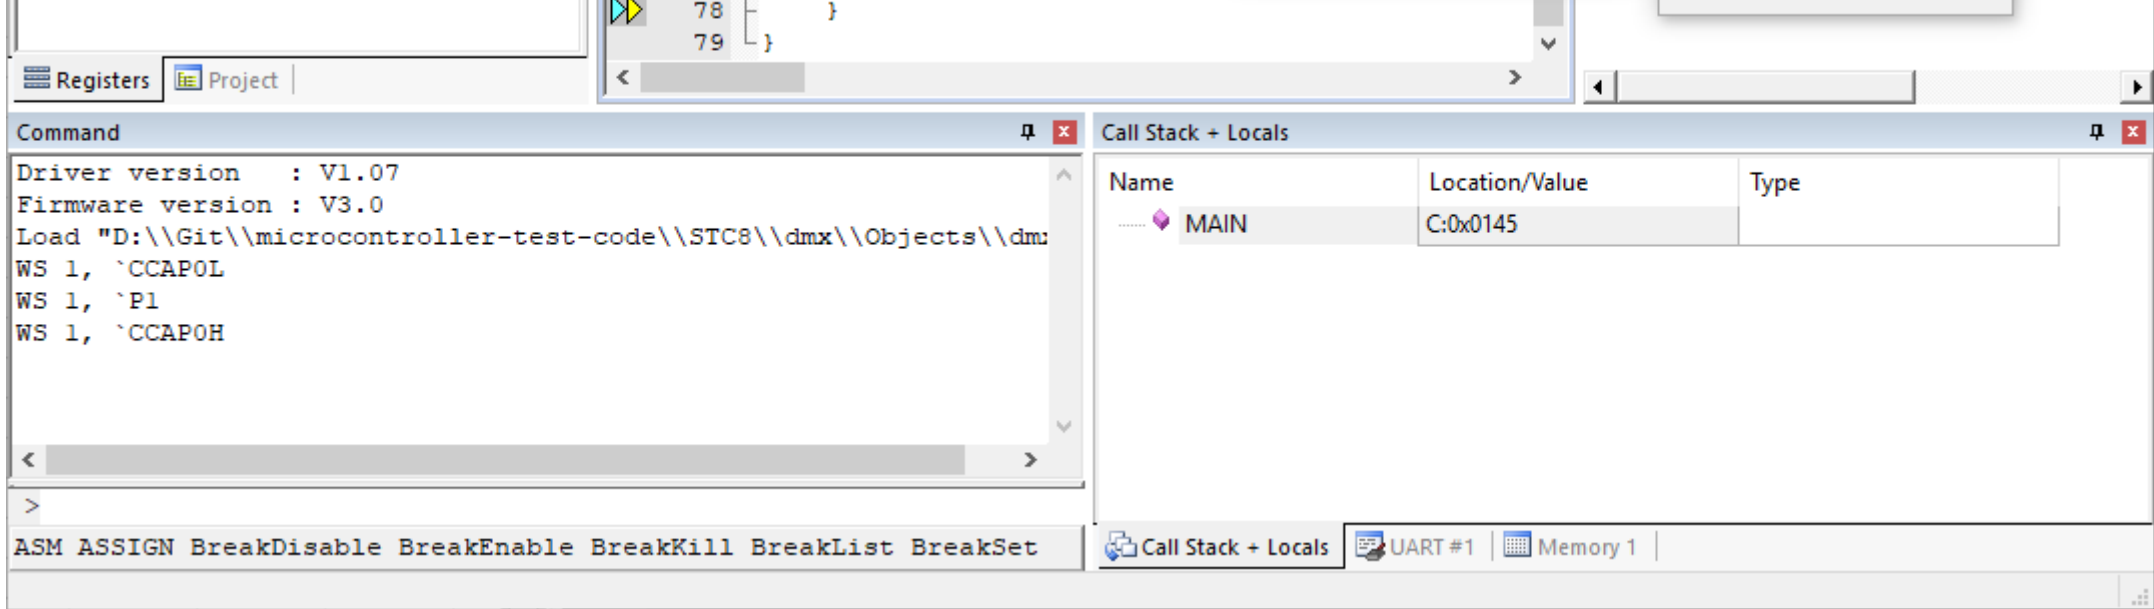 78 }
79 }
Registers Project
Command
Driver version   : V1.07
Firmware version : V3.0
Load "D:\\Git\\microcontroller-test-code\\STC8\\dmx\\Objects\\dm
WS 1, `CCAP0L
WS 1, `P1
WS 1, `CCAP0H
>
ASM ASSIGN BreakDisable BreakEnable BreakKill BreakList BreakSet
Call Stack + Locals
Name Location/Value Type
MAIN C:0x0145
Call Stack + Locals UART #1 Memory 1